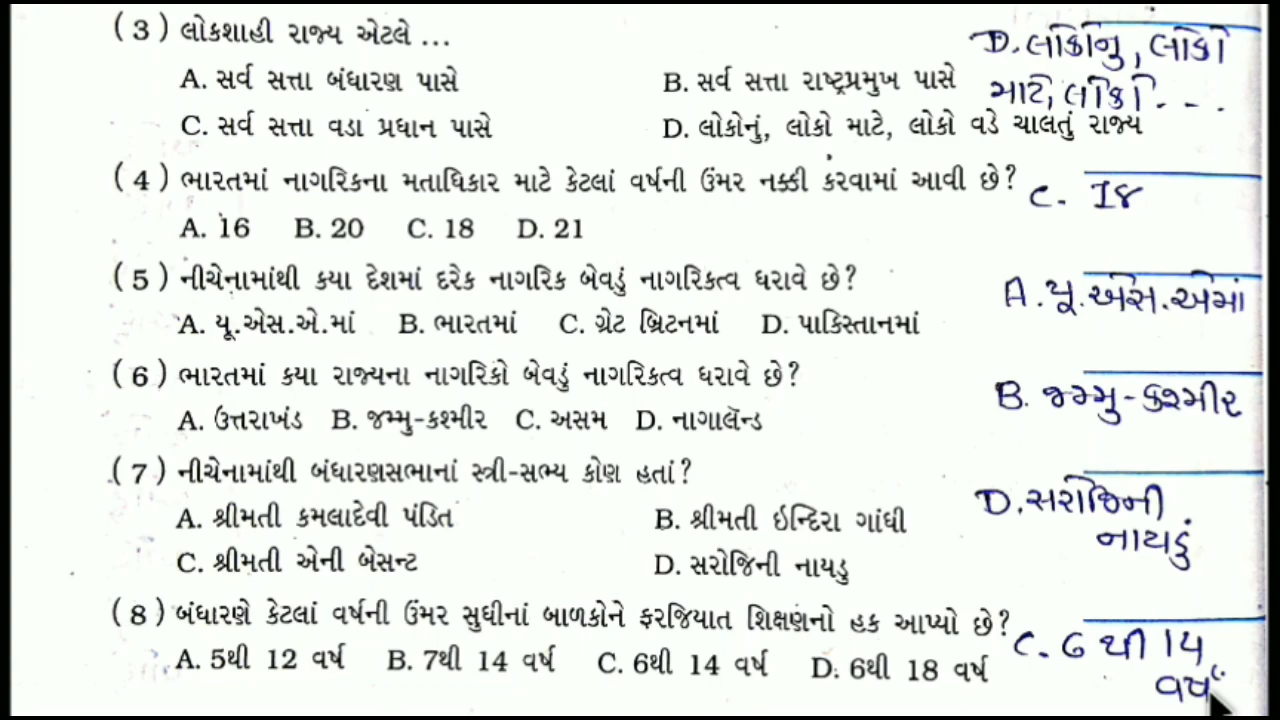 (3) લોકશાહી રાજ્ય એટલે ...
D. લોકોનુ, લોકો
A. સર્વ સત્તા બંધારણ પાસે B. સર્વ સત્તા રાષ્ટ્રપ્રમુખ પાસે
માટે, લોકો - - .
C. સર્વ સત્તા વડા પ્રધાન પાસે D. લોકોનું, લોકો માટે, લોકો વડે ચાલતું રાજ્ય
(4) ભારતમાં નાગરિકના મતાધિકાર માટે કેટલાં વર્ષની ઉંમર નક્કી કરવામાં આવી છે?
C. 18
A. 16 B. 20 C. 18 D. 21
(5) નીચેનામાંથી કયા દેશમાં દરેક નાગરિક બેવડું નાગરિકત્વ ધરાવે છે?
A. યૂ.એસ.એમાં
A. યૂ.એસ.એ.માં B. ભારતમાં C. ગ્રેટ બ્રિટનમાં D. પાકિસ્તાનમાં
(6) ભારતમાં કયા રાજ્યના નાગરિકો બેવડું નાગરિકત્વ ધરાવે છે?
B. જમ્મુ-કશ્મીર
A. ઉત્તરાખંડ B. જમ્મુ-કશ્મીર C. અસમ D. નાગાલૅન્ડ
(7) નીચેનામાંથી બંધારણસભાનાં સ્ત્રી-સભ્ય કોણ હતાં?
D. સરોજિની
A. શ્રીમતી કમલાદેવી પંડિત B. શ્રીમતી ઇન્દિરા ગાંધી
નાયડું
C. શ્રીમતી એની બેસન્ટ D. સરોજિની નાયડુ
(8) બંધારણે કેટલાં વર્ષની ઉંમર સુધીનાં બાળકોને ફરજિયાત શિક્ષણનો હક આપ્યો છે?
C. 6 થી 14
A. 5થી 12 વર્ષ B. 7થી 14 વર્ષ C. 6થી 14 વર્ષ D. 6થી 18 વર્ષ
વર્ષ